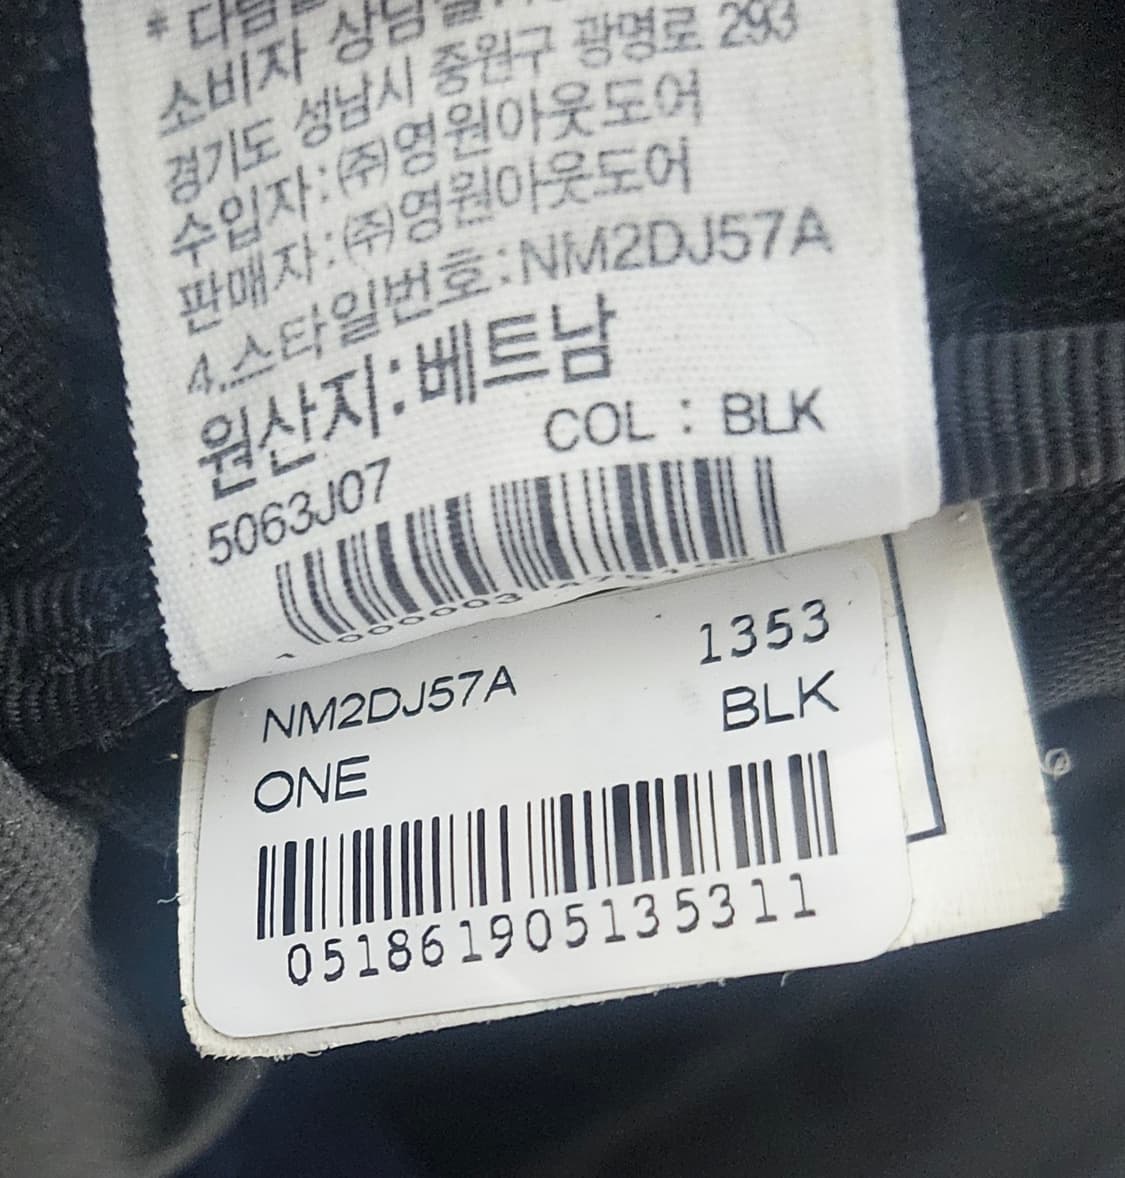 소비자 상담실
경기도 성남시 중원구 광명로 293
수입자:(주)영원아웃도어
판매자:(주)영원아웃도어
4.스타일번호:NM2DJ57A
원산지:베트남
5063J07 COL : BLK
NM2DJ57A 1353
ONE BLK
051861905135311